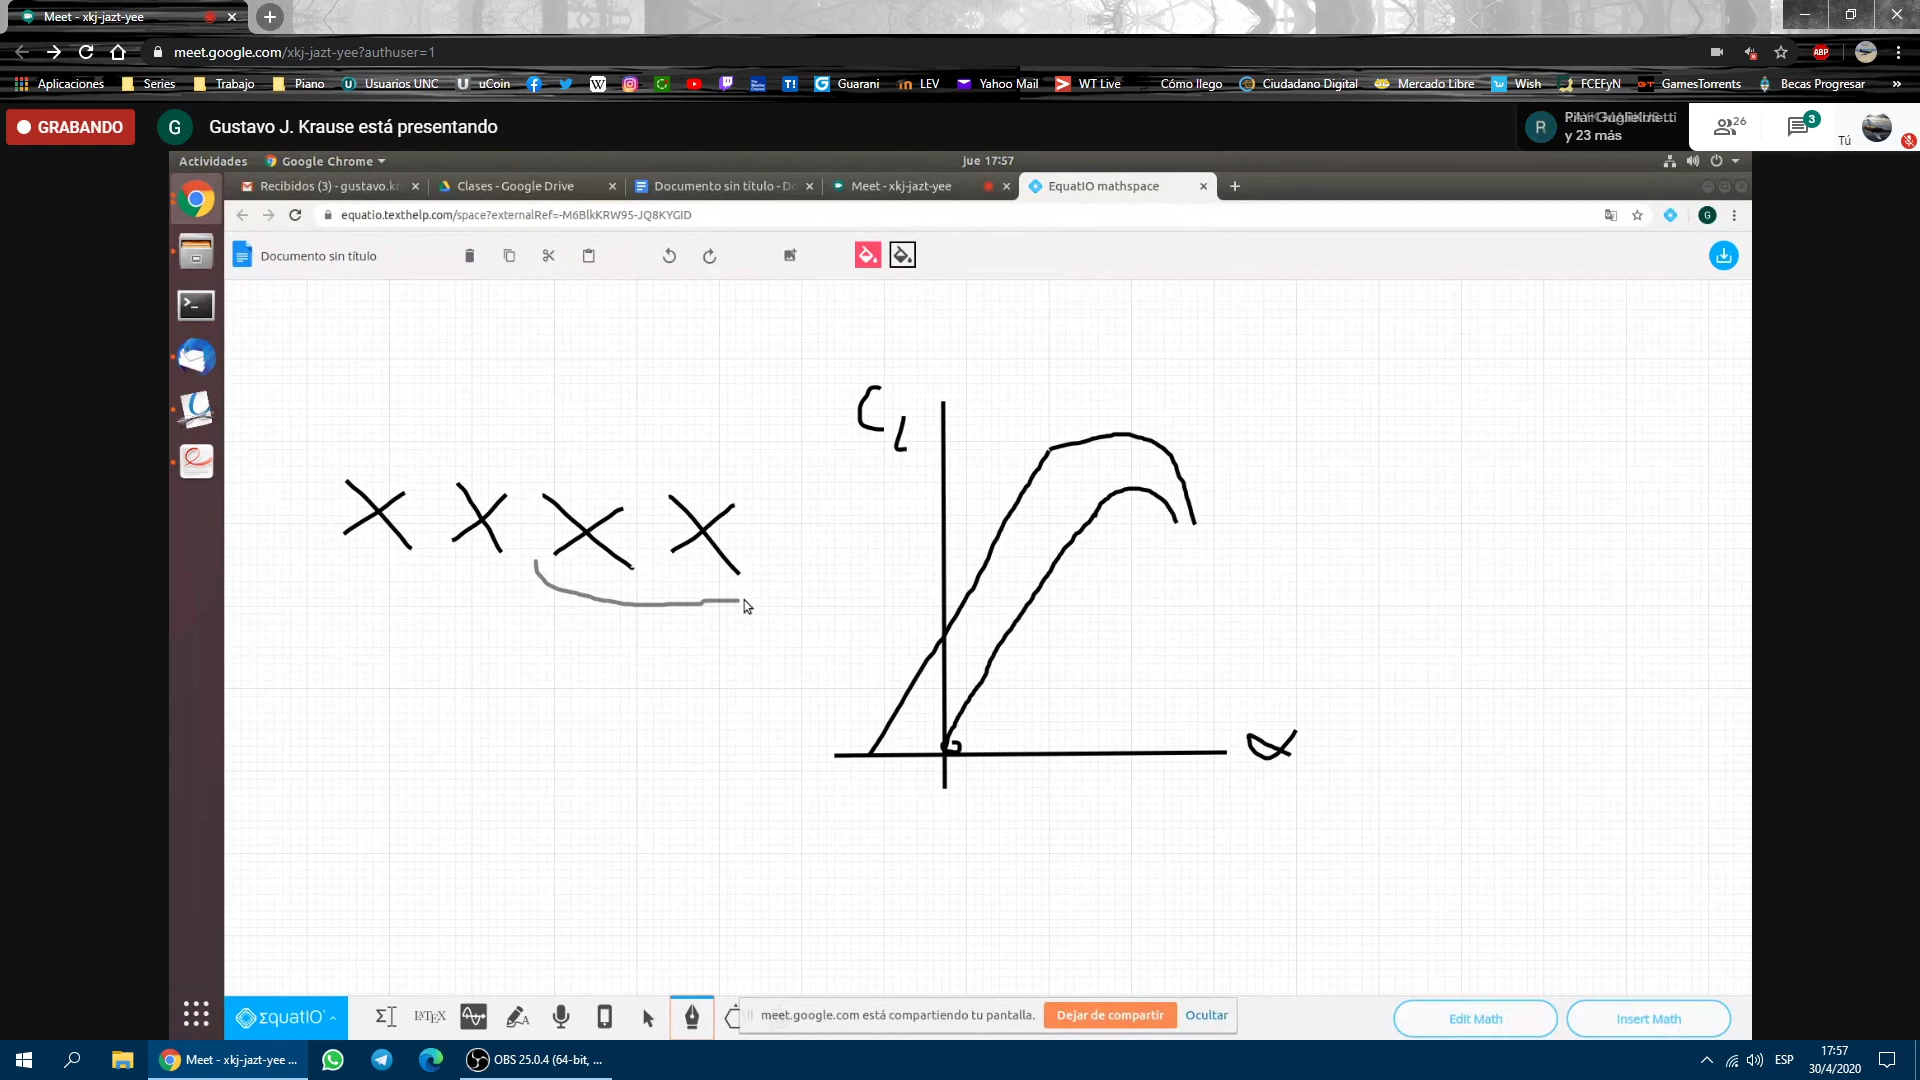 Meet - xkj-jazt-yee
meet.google.com/xkj-jazt-yee?authuser=1
ABP
Aplicaciones Series Trabajo Piano Usuarios UNC uCoin Guarani LEV Yahoo Mail WT Live Cómo llego Ciudadano Digital Mercado Libre Wish FCEFyN GamesTorrents Becas Progresar »
GRABANDO G Gustavo J. Krause está presentando
R y 23 más 26 3 Tú
Actividades Google Chrome jue 17:57
Recibidos (3) - gustavo.kr Clases - Google Drive Documento sin título - Do Meet - xkj-jazt-yee EquatIO mathspace
equatio.texthelp.com/space?externalRef=-M6BlkKRW95-JQ8KYGID G
Documento sin título
C L
X X X X
α
EQUATIO LATEX meet.google.com está compartiendo tu pantalla. Dejar de compartir Ocultar Edit Math Insert Math
Meet - xkj-jazt-yee ... OBS 25.0.4 (64-bit, ... ESP 17:57
30/4/2020